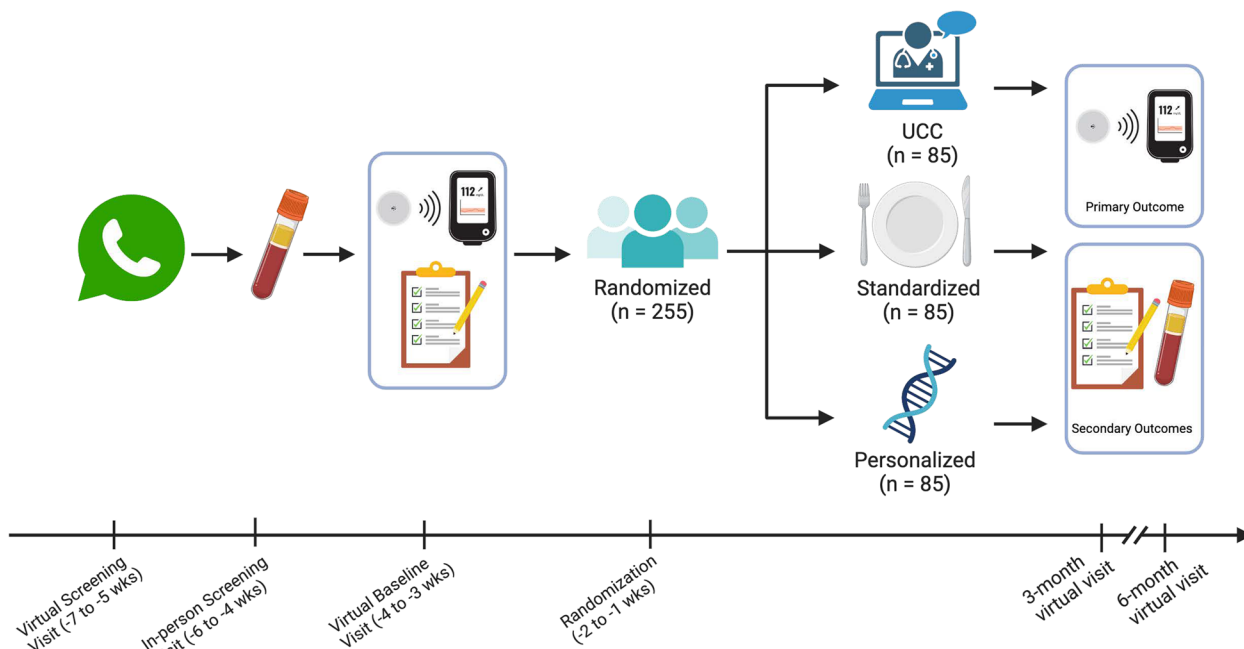 112
mg/dL
Randomized
(n = 255)
UCC
(n = 85)
Standardized
(n = 85)
Personalized
(n = 85)
112
Primary Outcome
Secondary Outcomes
Virtual Screening
Visit (-7 to -5 wks)
In-person Screening
(-6 to -4 wks)
Virtual Baseline
Visit (-4 to -3 wks)
Randomization
(-2 to -1 wks)
3-month
virtual visit
6-month
virtual visit